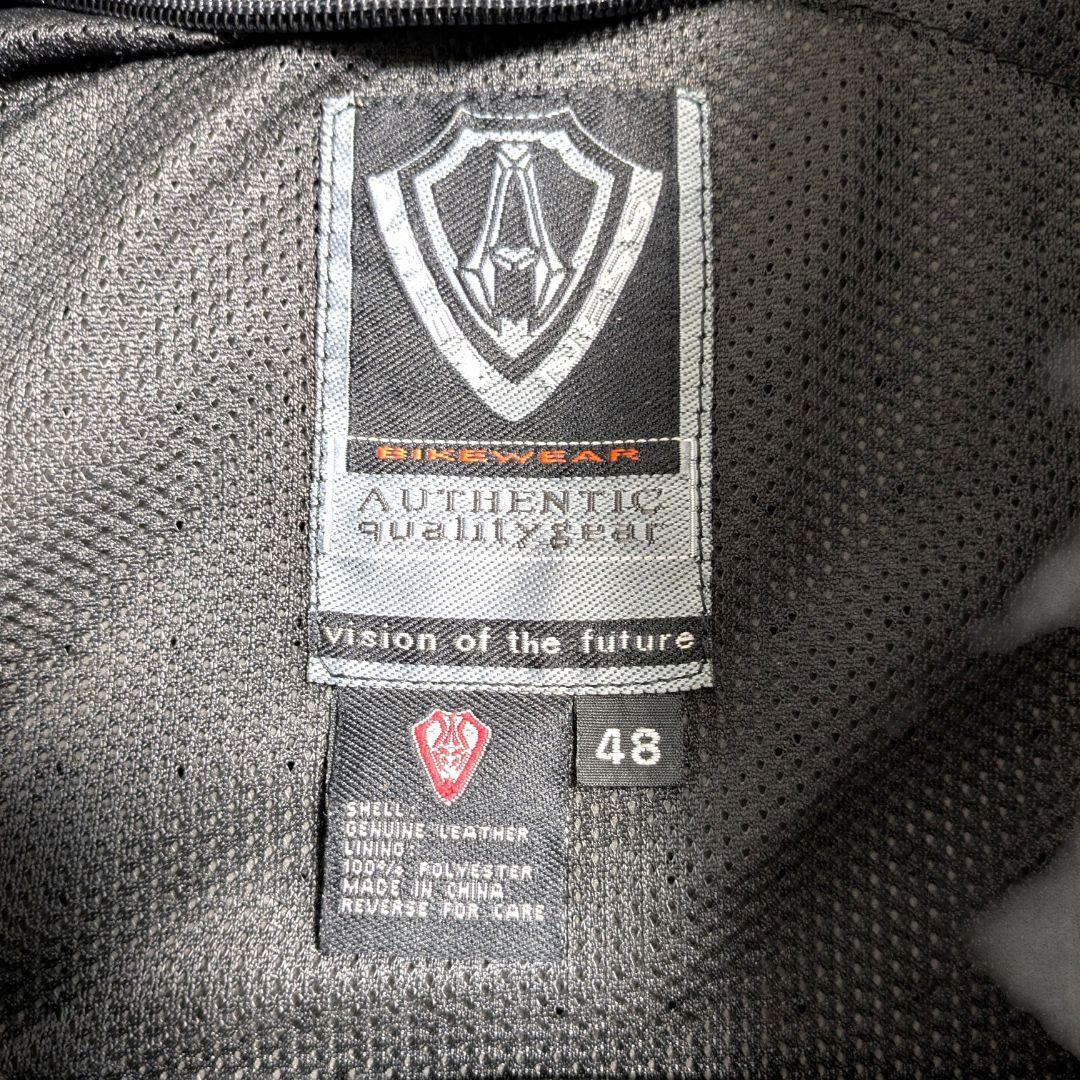 BIKEWEAR
AUTHENTIC
qualitygear
vision of the future
48
SHELL:
GENUINE LEATHER
LINING:
100% POLYESTER
MADE IN CHINA
REVERSE FOR CARE